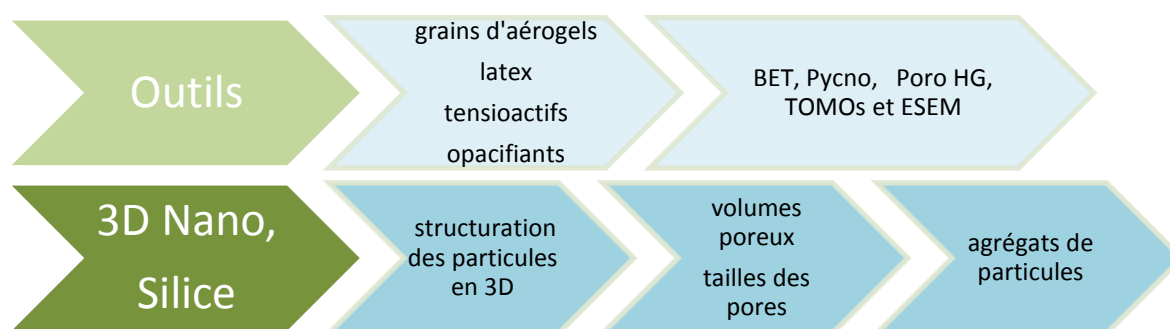 Outils
grains d'aérogels
latex
tensioactifs
opacifiants
BET, Pycno, Poro HG,
TOMOs et ESEM
3D Nano,
Silice
structuration
des particules
en 3D
volumes
poreux
tailles des
pores
agrégats de
particules